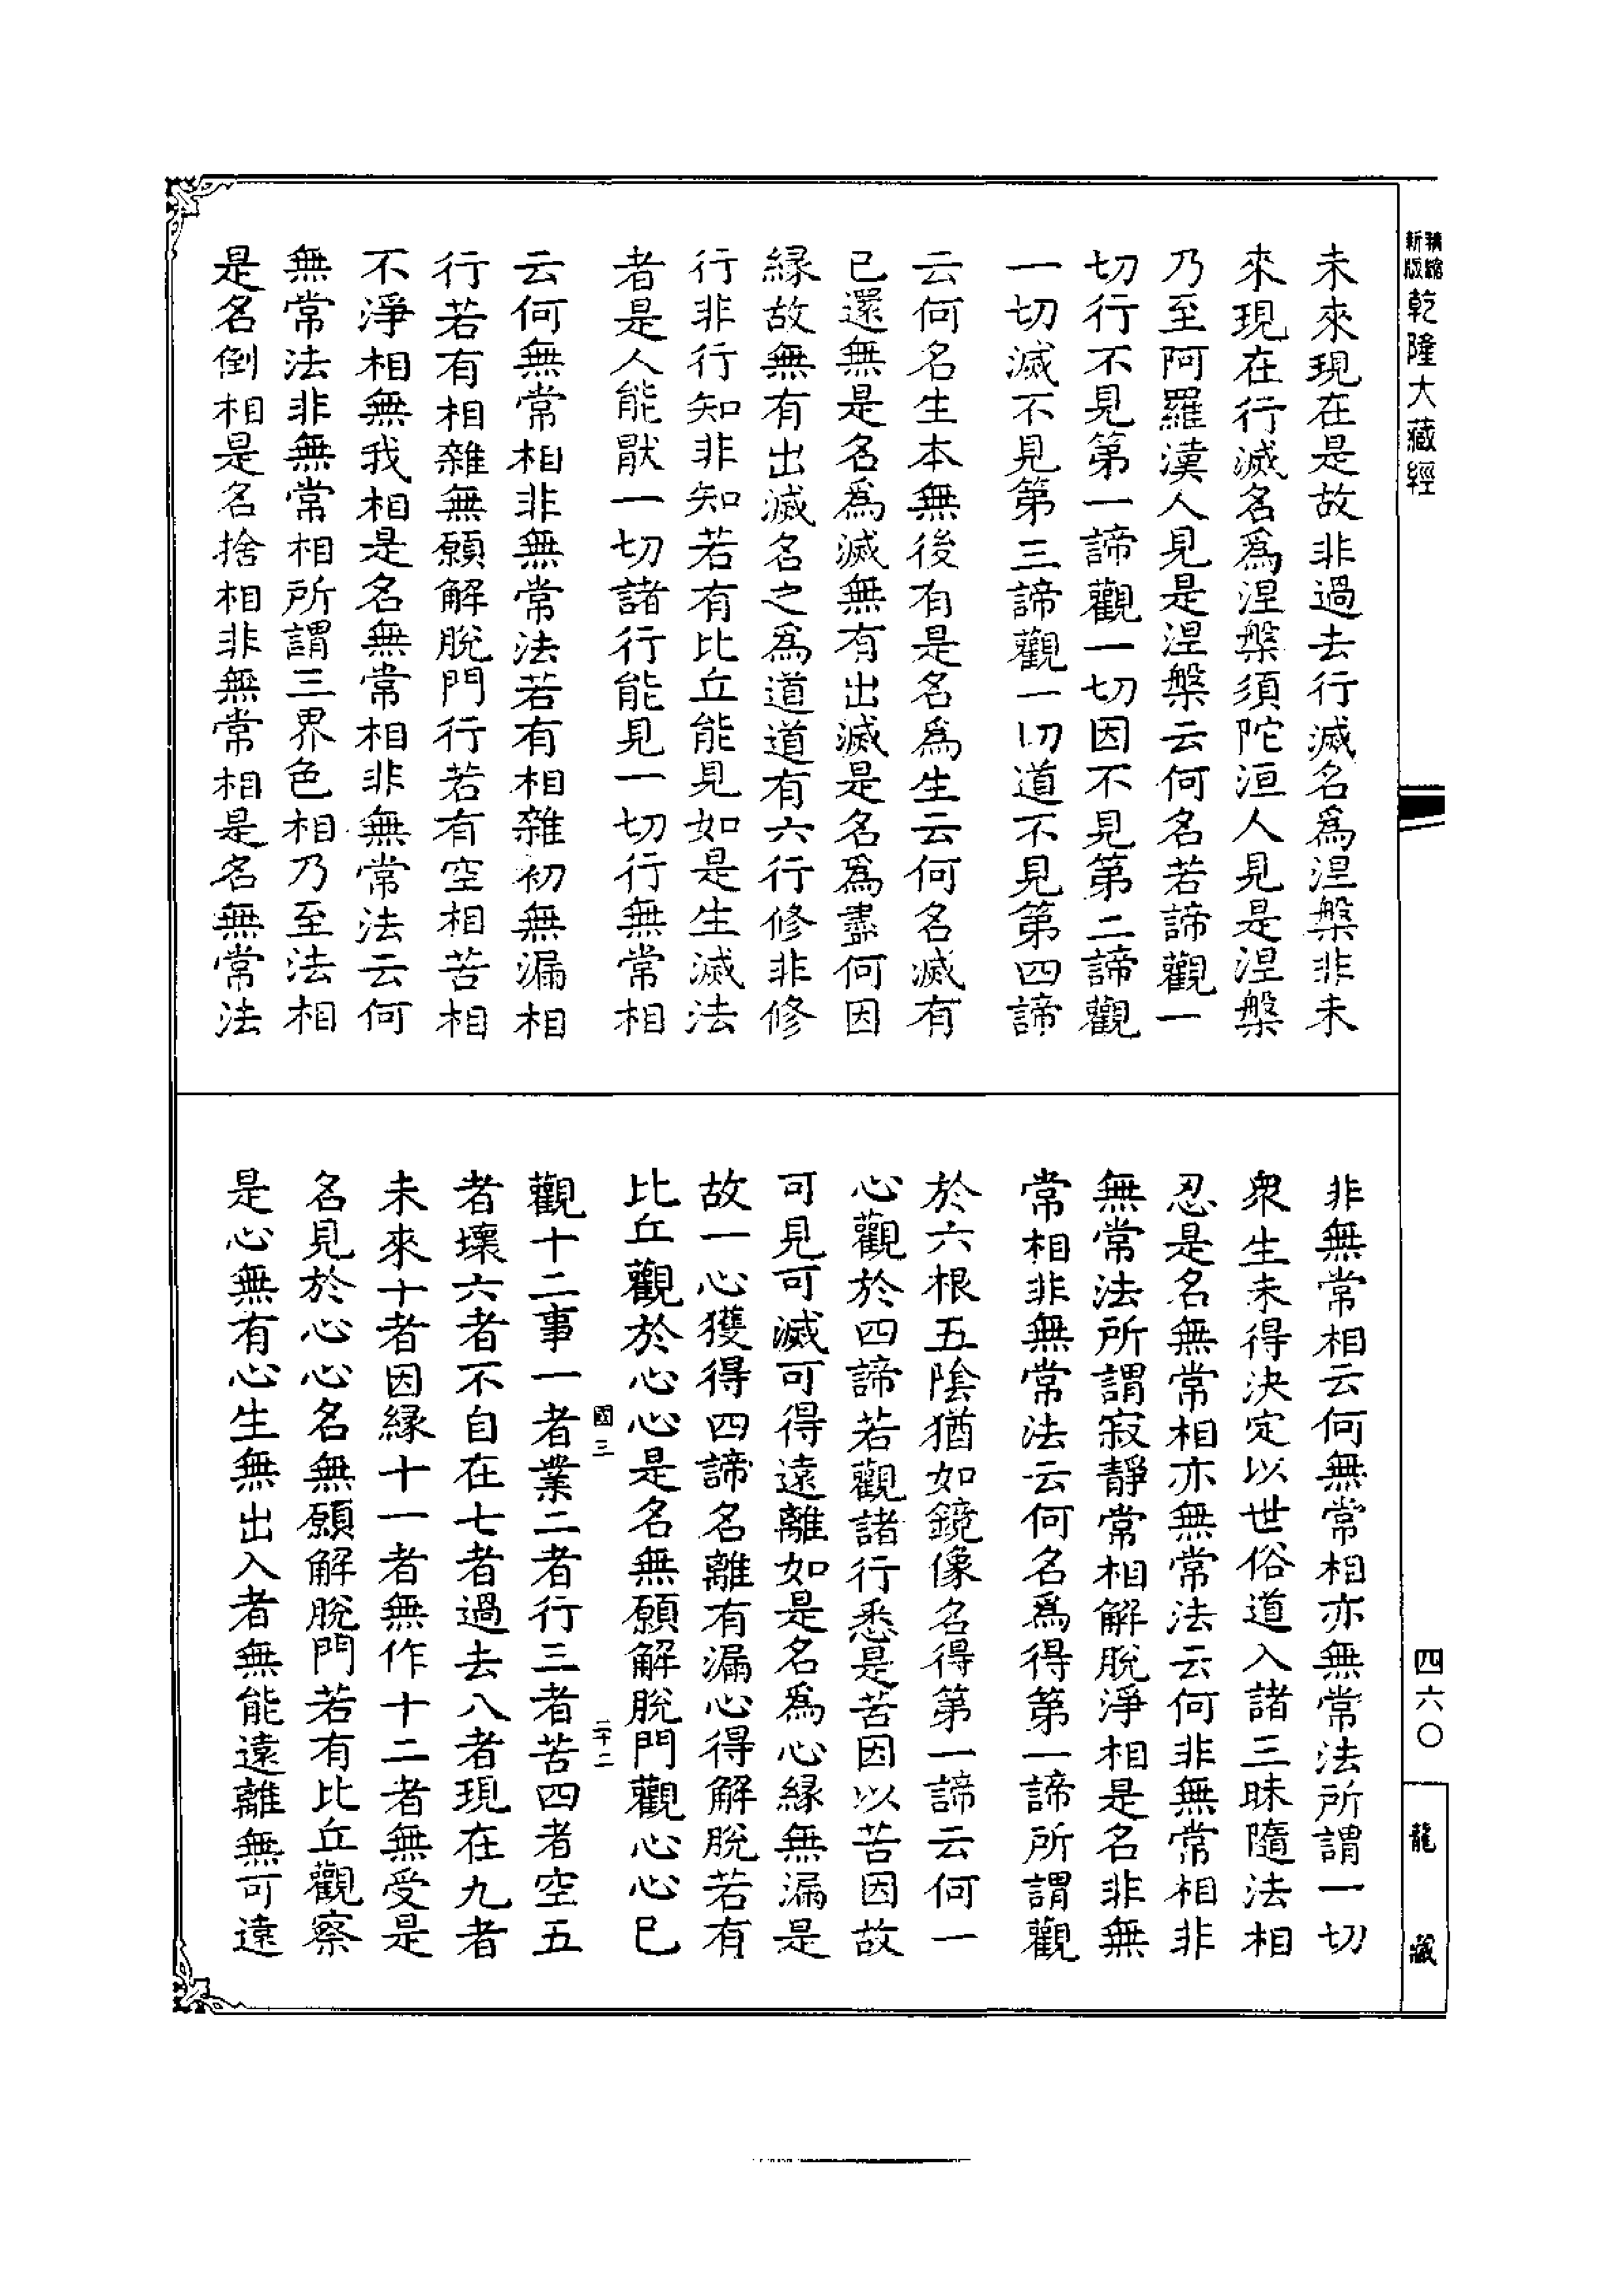 精縮
新版
乾隆大藏經
未來現在是故非過去行滅名爲涅槃非未
來現在行滅名爲涅槃須陀洹人見是涅槃
乃至阿羅漢人見是涅槃云何名若諦觀一
切行不見第一諦觀一切因不見第二諦觀
一切滅不見第三諦觀一切道不見第四諦
云何名生本無後有是名爲生云何名滅有
已還無是名爲滅無有出滅是名爲盡何因
緣故無有出滅名之爲道道有六行修非修
行非行知非知若有比丘能見如是生滅法
者是人能猒一切諸行能見一切行無常相
云何無常相非無常法若有相雜初無漏相
行若有相雜無願解脫門行若有空相苦相
不淨相無我相是名無常相非無常法云何
無常法非無常相所謂三界色相乃至法相
是名倒相是名捨相非無常相是名無常法
非無常相云何無常相亦無常法所謂一切
衆生未得決定以世俗道入諸三昧隨法相
忍是名無常相亦無常法云何非無常相非
無常法所謂寂靜常相解脫淨相是名非無
常相非無常法云何名爲得第一諦所謂觀
於六根五陰猶如鏡像名得第一諦云何一
心觀於四諦若觀諸行悉是苦因以苦因故
可見可滅可得遠離如是名爲心緣無漏是
故一心獲得四諦名離有漏心得解脫若有
比丘觀於心心是名無願解脫門觀心心已
國三 二十二
觀十二事一者業二者行三者苦四者空五
者壞六者不自在七者過去八者現在九者
未來十者因緣十一者無作十二者無受是
名見於心心名無願解脫門若有比丘觀察
是心無有心生無出入者無能遠離無可遠
四六〇
龍藏